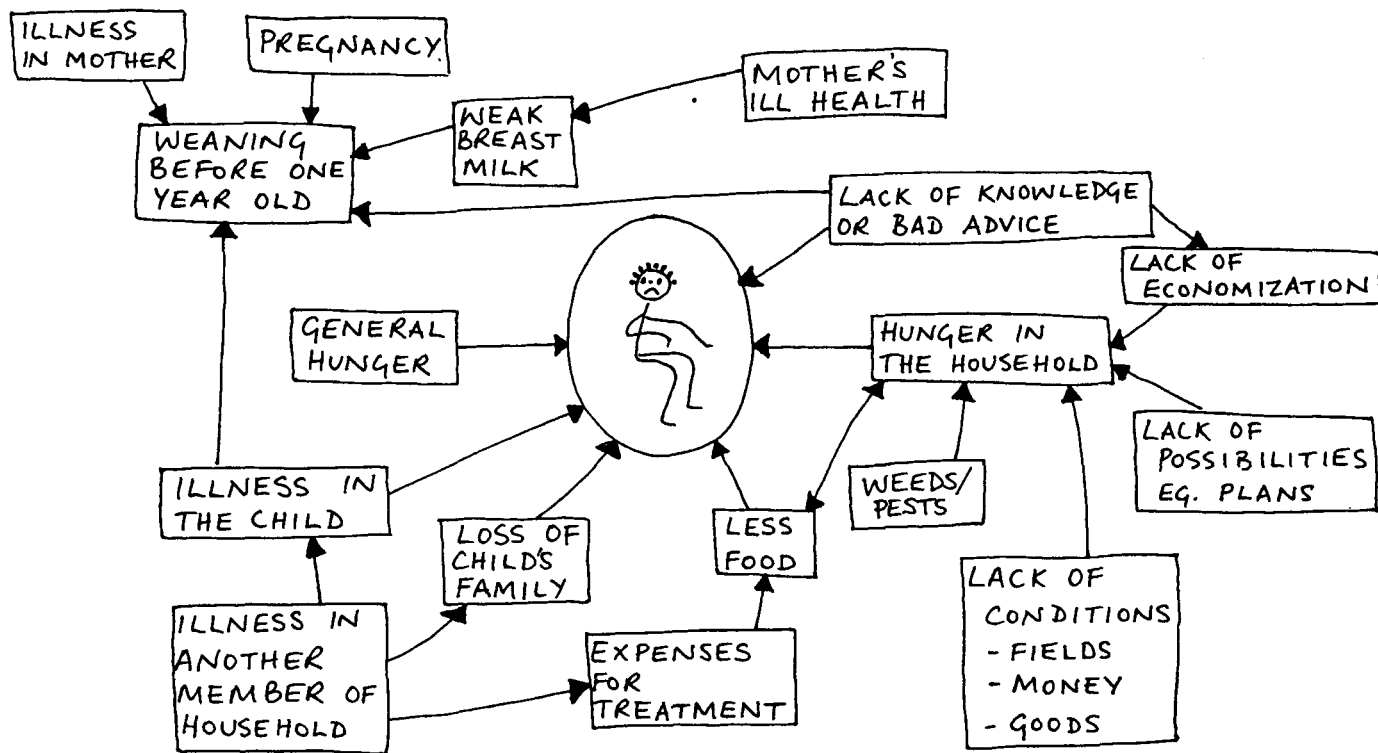 ILLNESS
IN MOTHER
PREGNANCY.
MOTHER'S
ILL HEALTH
WEAK
BREAST
MILK
WEANING
BEFORE ONE
YEAR OLD
LACK OF KNOWLEDGE
OR BAD ADVICE
LACK OF
ECONOMIZATION
GENERAL
HUNGER
HUNGER IN
THE HOUSEHOLD
LACK OF
POSSIBILITIES
EG. PLANS
WEEDS/
PESTS
ILLNESS IN
THE CHILD
LOSS OF
CHILD'S
FAMILY
LESS
FOOD
LACK OF
CONDITIONS
- FIELDS
- MONEY
- GOODS
ILLNESS IN
ANOTHER
MEMBER OF
HOUSEHOLD
EXPENSES
FOR
TREATMENT